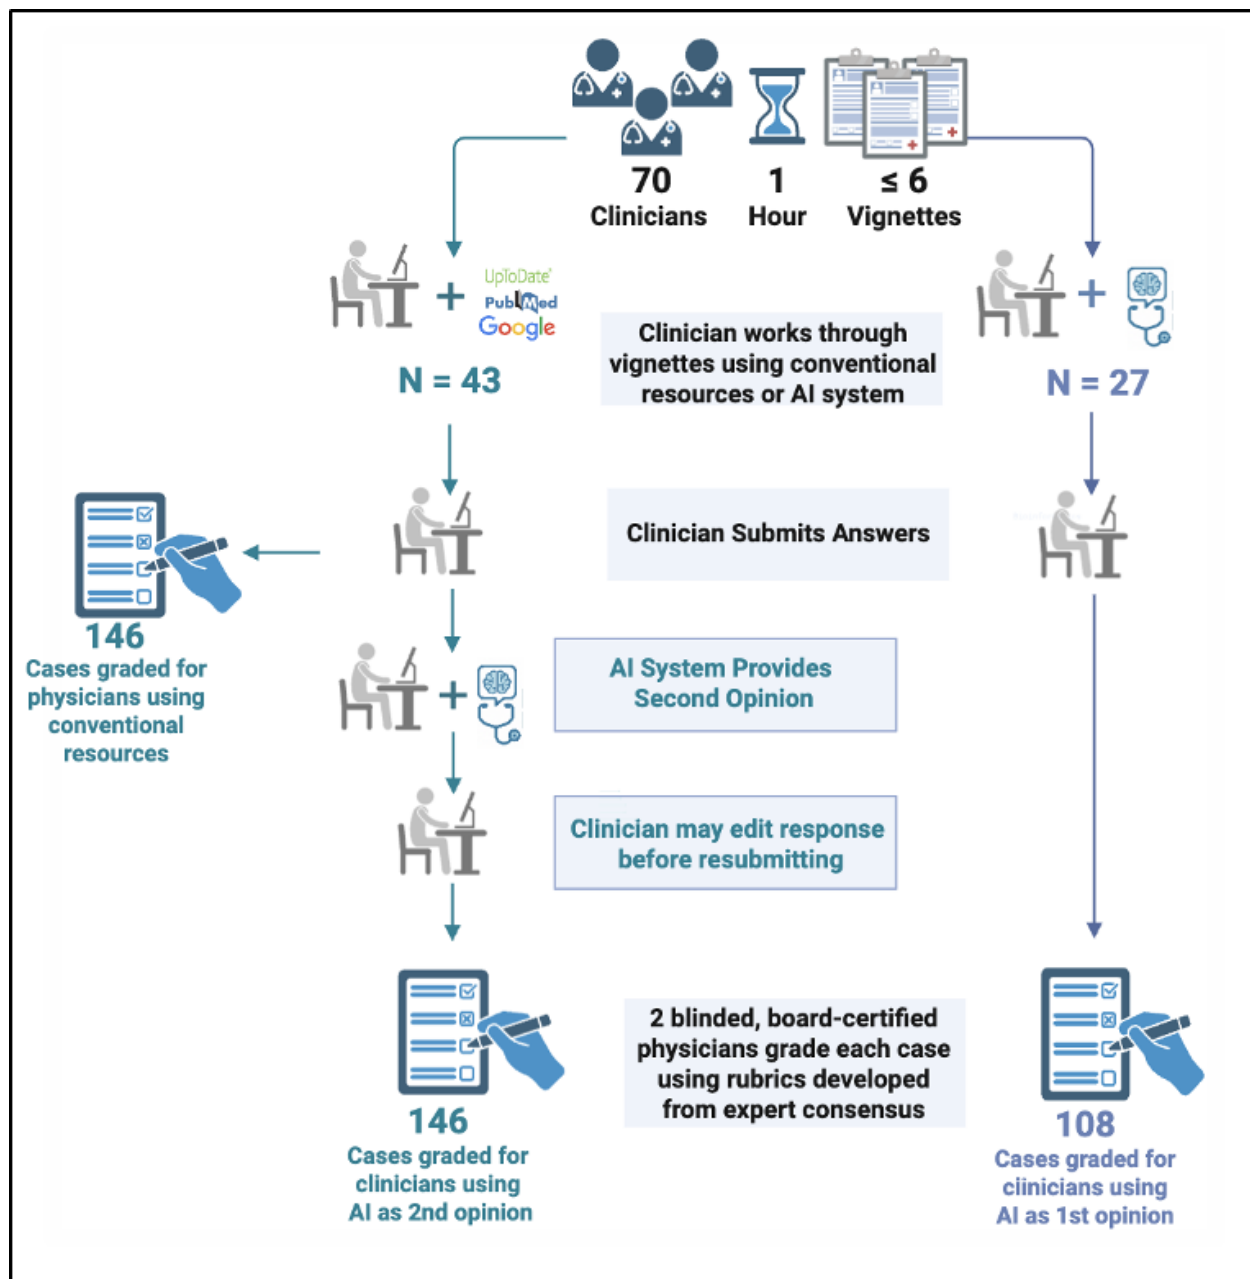 70
Clinicians
1
Hour
≤ 6
Vignettes
UpToDate®
PubMed
Google
N = 43
Clinician works through
vignettes using conventional
resources or AI system
N = 27
Clinician Submits Answers
146
Cases graded for
physicians using
conventional
resources
AI System Provides
Second Opinion
Clinician may edit response
before resubmitting
2 blinded, board-certified
physicians grade each case
using rubrics developed
from expert consensus
146
Cases graded for
clinicians using
AI as 2nd opinion
108
Cases graded for
clinicians using
AI as 1st opinion